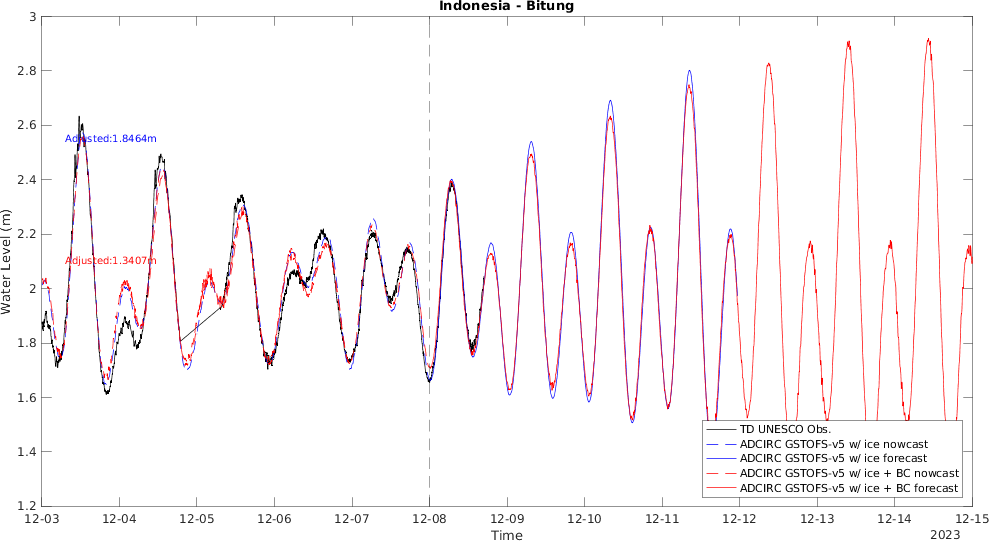 Indonesia - Bitung
3
2.8
2.6
2.4
2.2
2
1.8
1.6
1.4
1.2
Water Level (m)
Adjusted:1.8464m
Adjusted:1.3407m
TD UNESCO Obs.
ADCIRC GSTOFS-v5 w/ ice nowcast
ADCIRC GSTOFS-v5 w/ ice forecast
ADCIRC GSTOFS-v5 w/ ice + BC nowcast
ADCIRC GSTOFS-v5 w/ ice + BC forecast
12-03 12-04 12-05 12-06 12-07 12-08 12-09 12-10 12-11 12-12 12-13 12-14 12-15
Time
2023